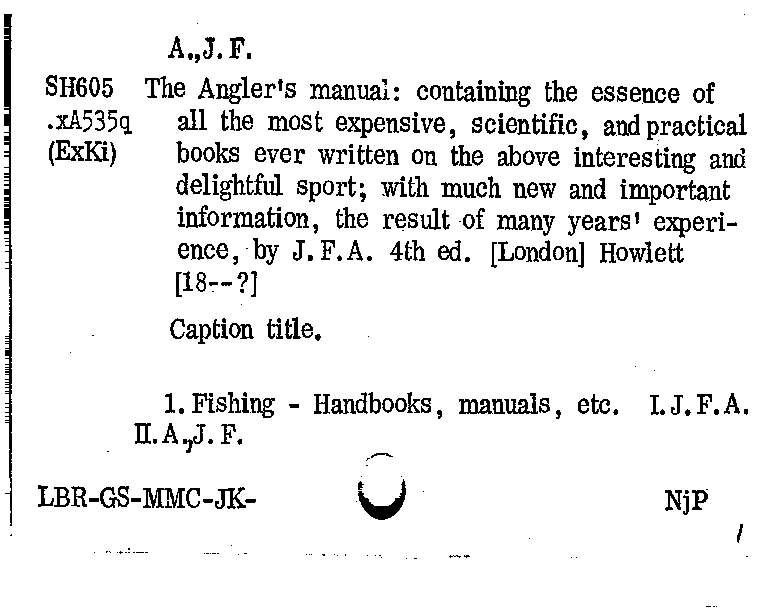 A., J. F.
SH605 The Angler's manual: containing the essence of
.xA535q all the most expensive, scientific, and practical
(ExKi) books ever written on the above interesting and
delightful sport; with much new and important
information, the result of many years' experi-
ence, by J. F. A. 4th ed. [London] Howlett
[18--?]
Caption title.
1. Fishing - Handbooks, manuals, etc. I. J. F. A.
II. A., J. F.
LBR-GS-MMC-JK- NjP